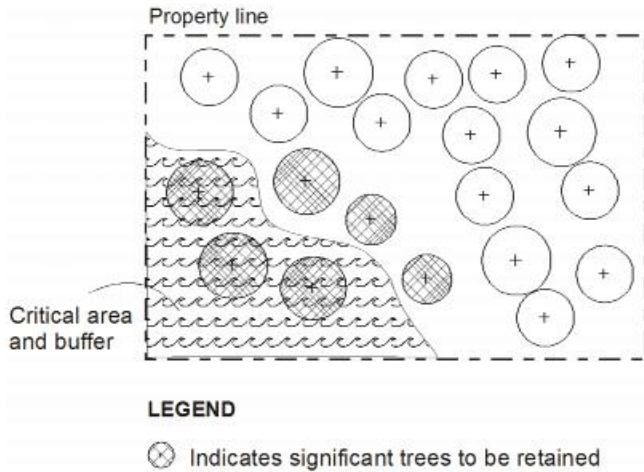 Property line
Critical area
and buffer
LEGEND
Indicates significant trees to be retained